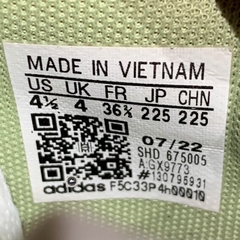 MADE IN VIETNAM
US UK FR JP CHN
4½ 4 36⅔ 225 225
07/22
SHD 675005
A:GX9773
#130795931
adidas F5C33P4h00010